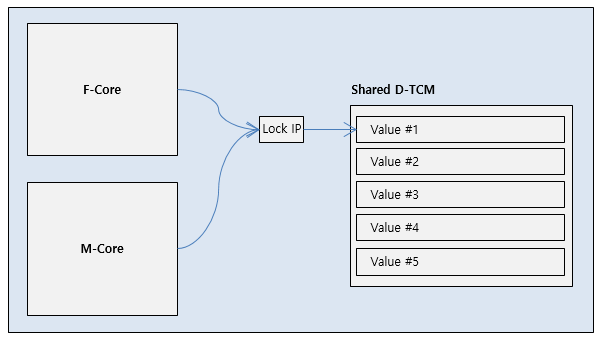 F-Core
Lock IP
M-Core
Shared D-TCM
Value #1
Value #2
Value #3
Value #4
Value #5